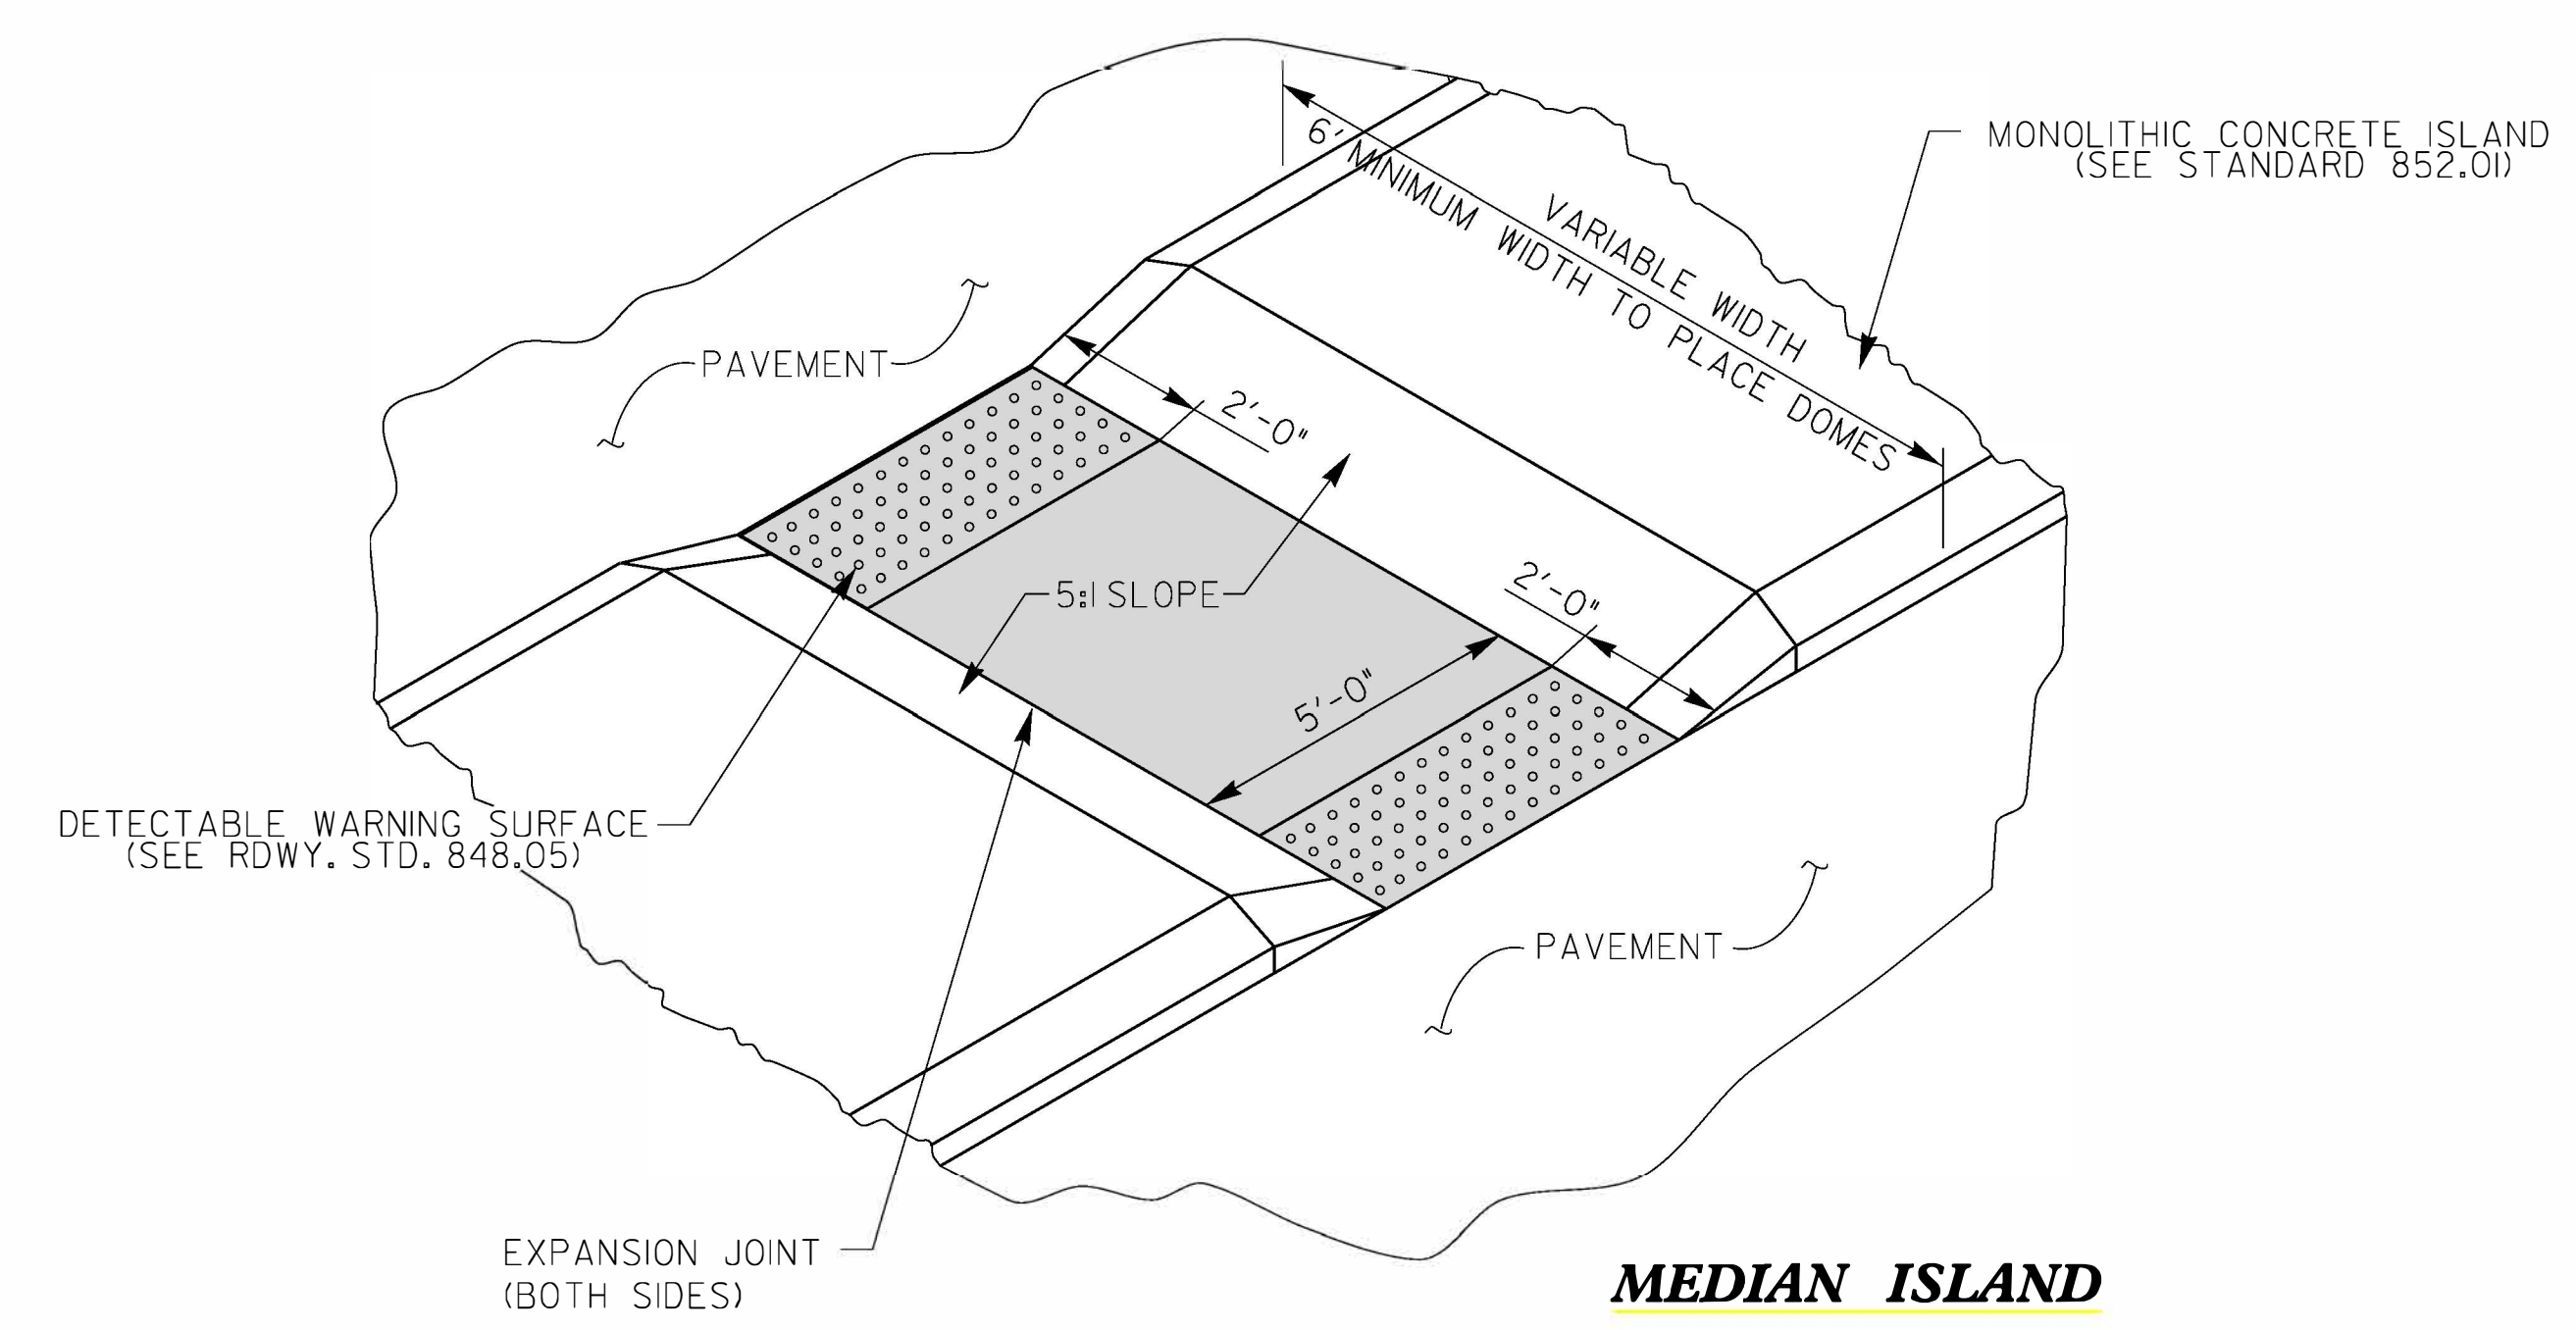 MONOLITHIC CONCRETE ISLAND
(SEE STANDARD 852.01)
6' MINIMUM WIDTH TO PLACE DOMES
VARIABLE WIDTH
PAVEMENT
2'-0"
5:1 SLOPE
2'-0"
5'-0"
DETECTABLE WARNING SURFACE
(SEE RDWY. STD. 848.05)
PAVEMENT
EXPANSION JOINT
(BOTH SIDES)
MEDIAN ISLAND